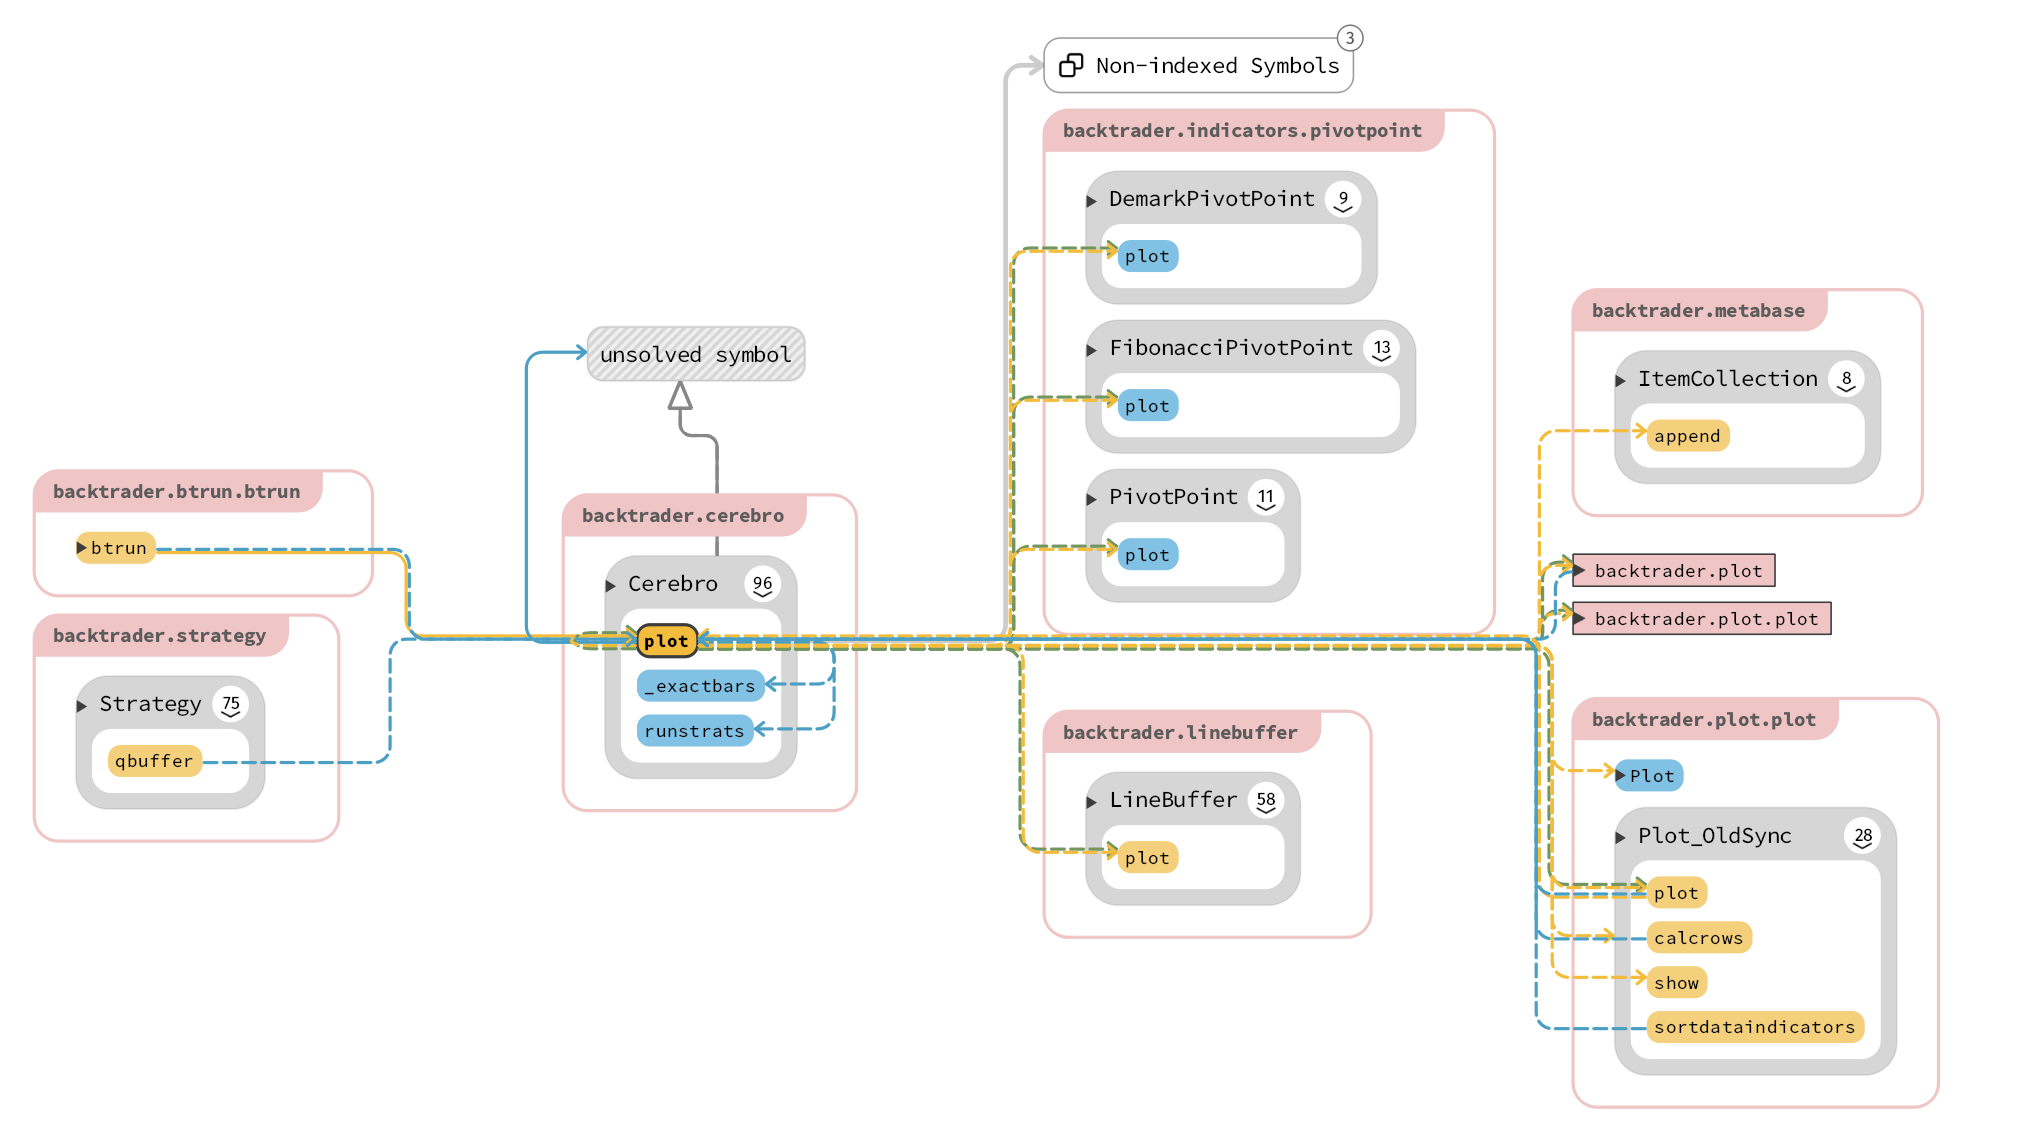 3
Non-indexed Symbols
backtrader.indicators.pivotpoint
DemarkPivotPoint 9
plot
FibonacciPivotPoint 13
plot
PivotPoint 11
plot
backtrader.metabase
ItemCollection 8
append
unsolved symbol
backtrader.btrun.btrun
btrun
backtrader.strategy
Strategy 75
qbuffer
backtrader.cerebro
Cerebro 96
plot
_exactbars
runstrats
backtrader.linebuffer
LineBuffer 58
plot
backtrader.plot
backtrader.plot.plot
backtrader.plot.plot
Plot
Plot_OldSync 28
plot
calcrows
show
sortdataindicators